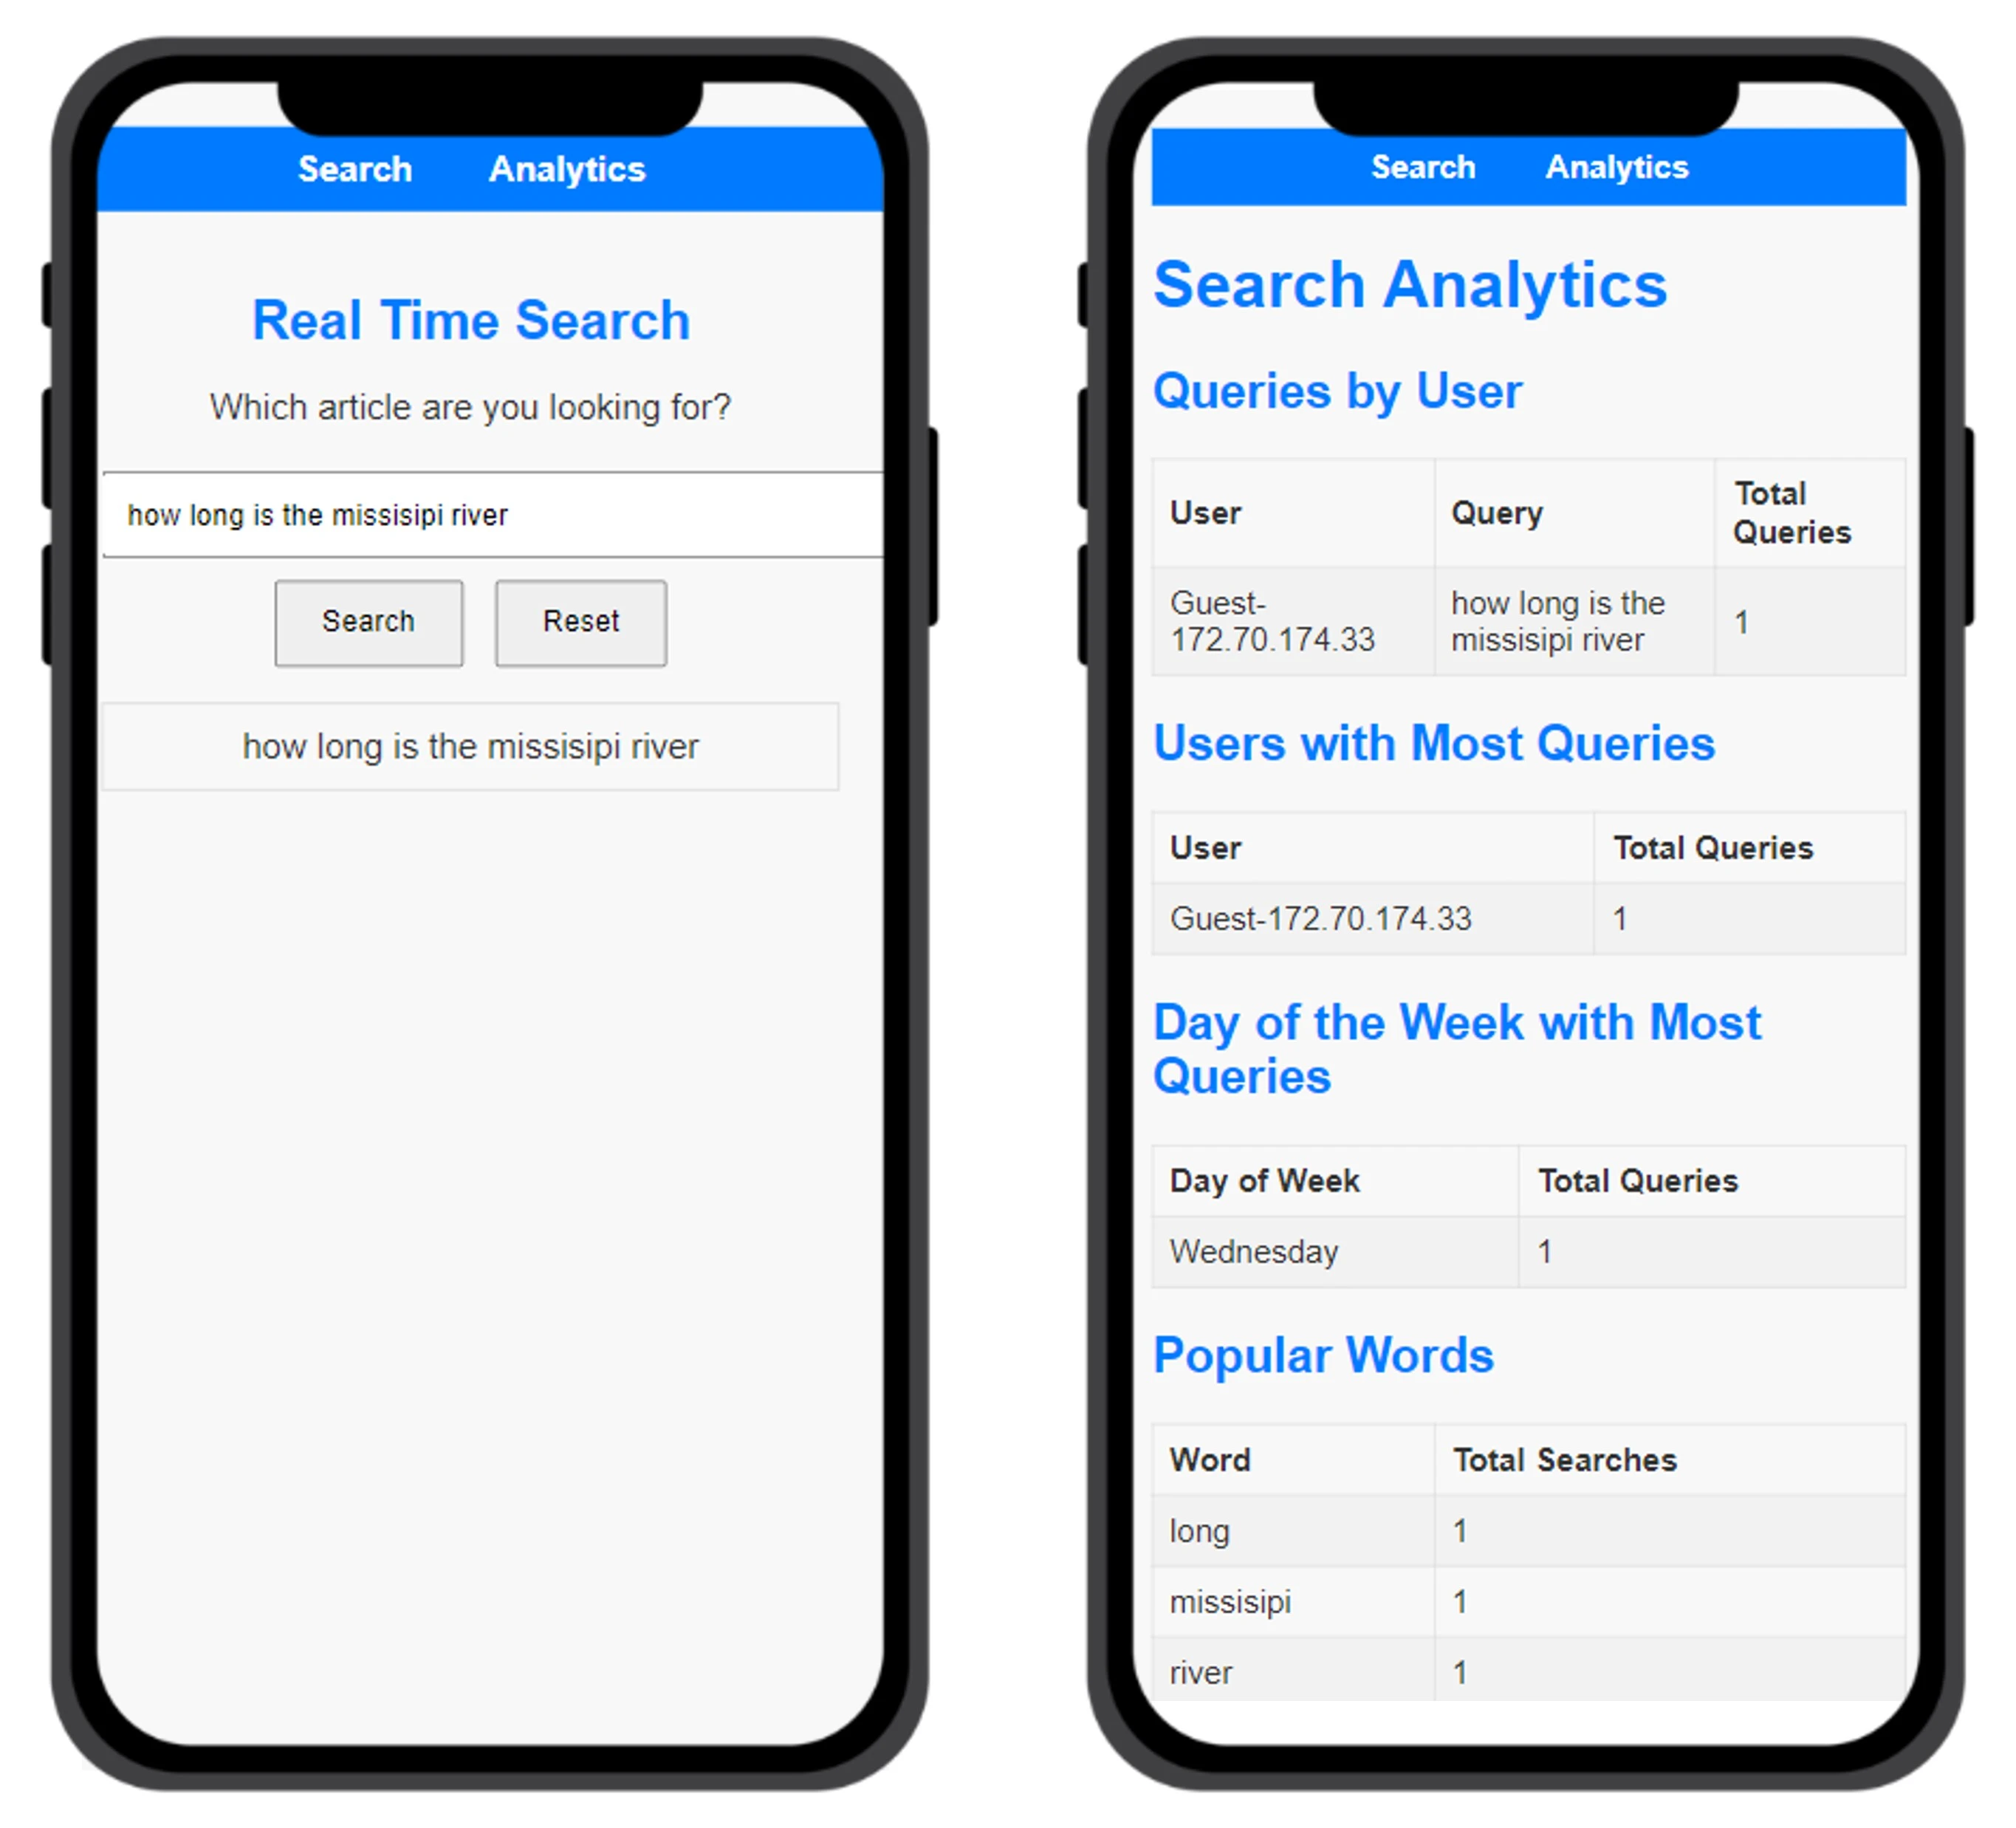 Search Analytics
Real Time Search
Which article are you looking for?
how long is the missisipi river
Search Reset
how long is the missisipi river
Search Analytics
Search Analytics
Queries by User
User Query Total
Queries
Guest-
172.70.174.33 how long is the
missisipi river 1
Users with Most Queries
User Total Queries
Guest-172.70.174.33 1
Day of the Week with Most
Queries
Day of Week Total Queries
Wednesday 1
Popular Words
Word Total Searches
long 1
missisipi 1
river 1